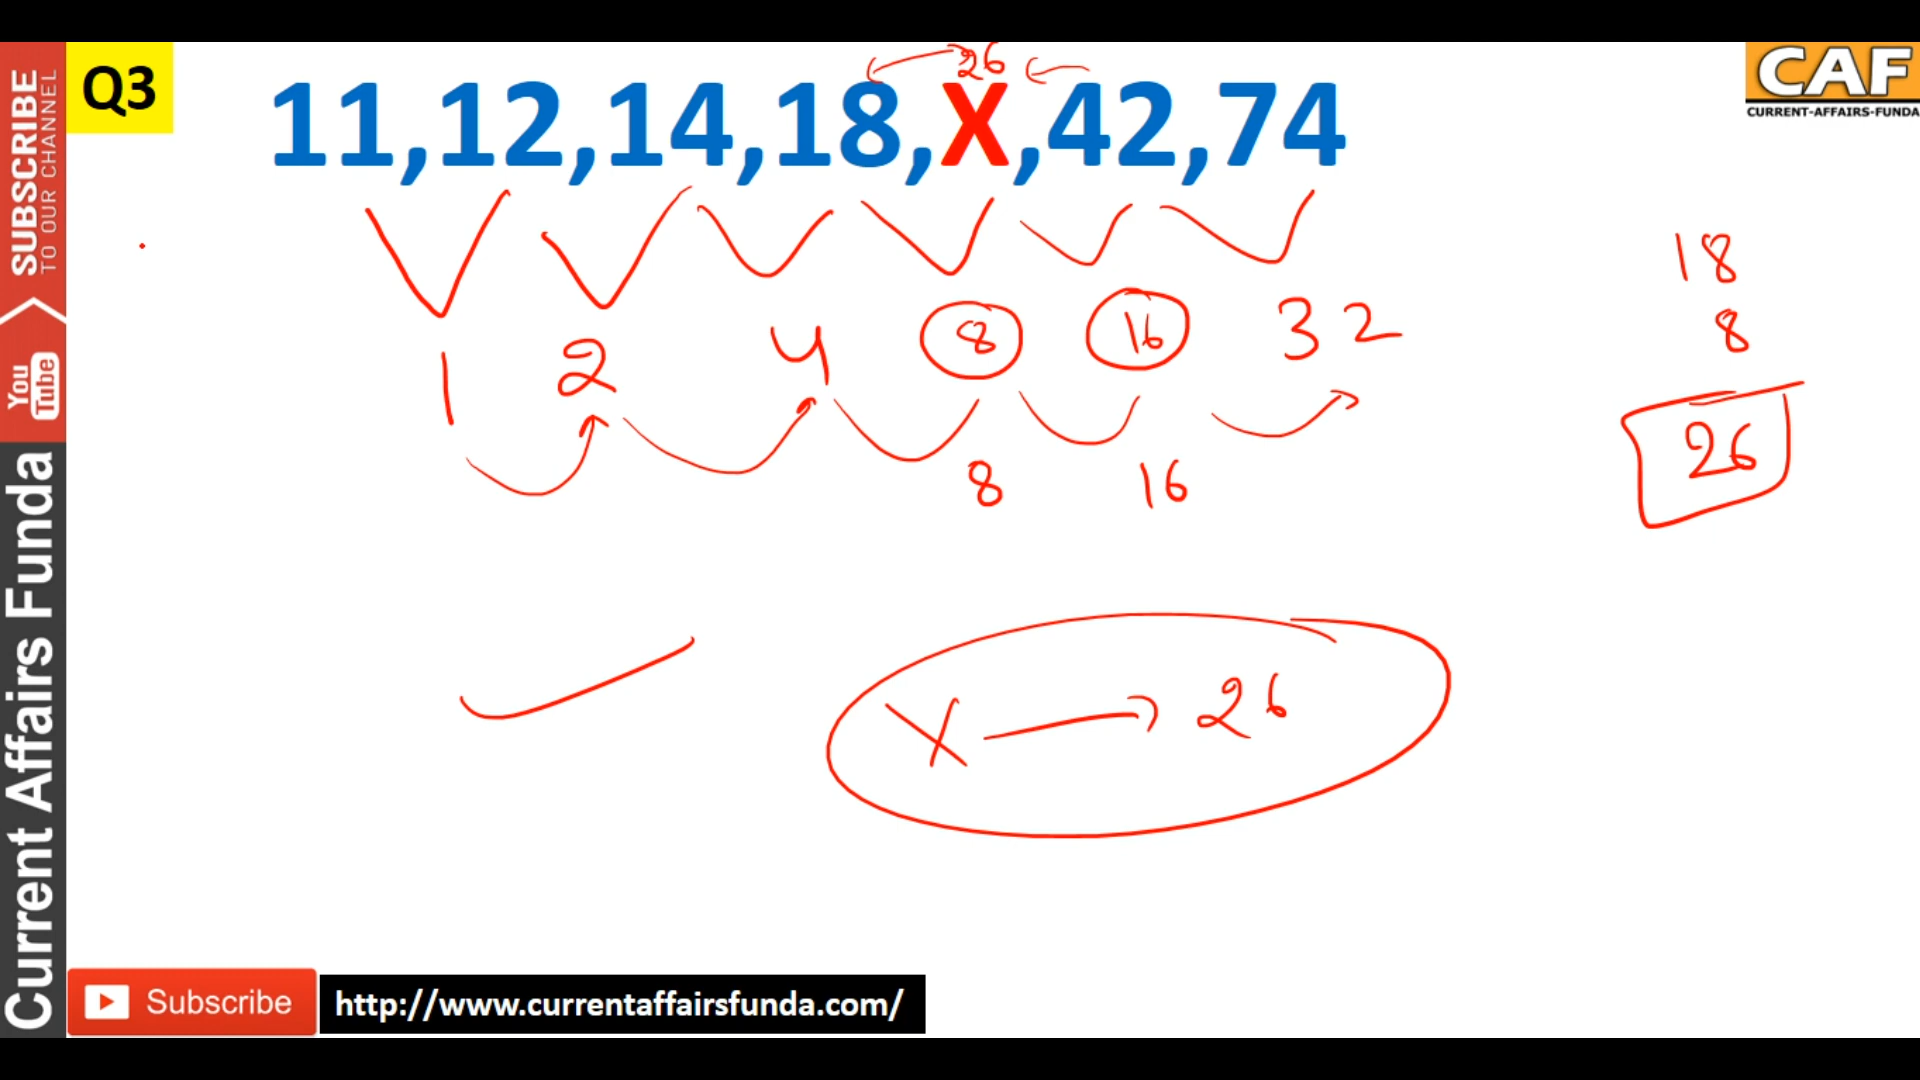 SUBSCRIBE
TO OUR CHANNEL
You
Tube
Current Affairs Funda
Q3
26
11,12,14,18,X,42,74
CAF
CURRENT-AFFAIRS-FUNDA
1 2 4 8 16 32
8 16
18
8
26
X → 26
Subscribe
http://www.currentaffairsfunda.com/